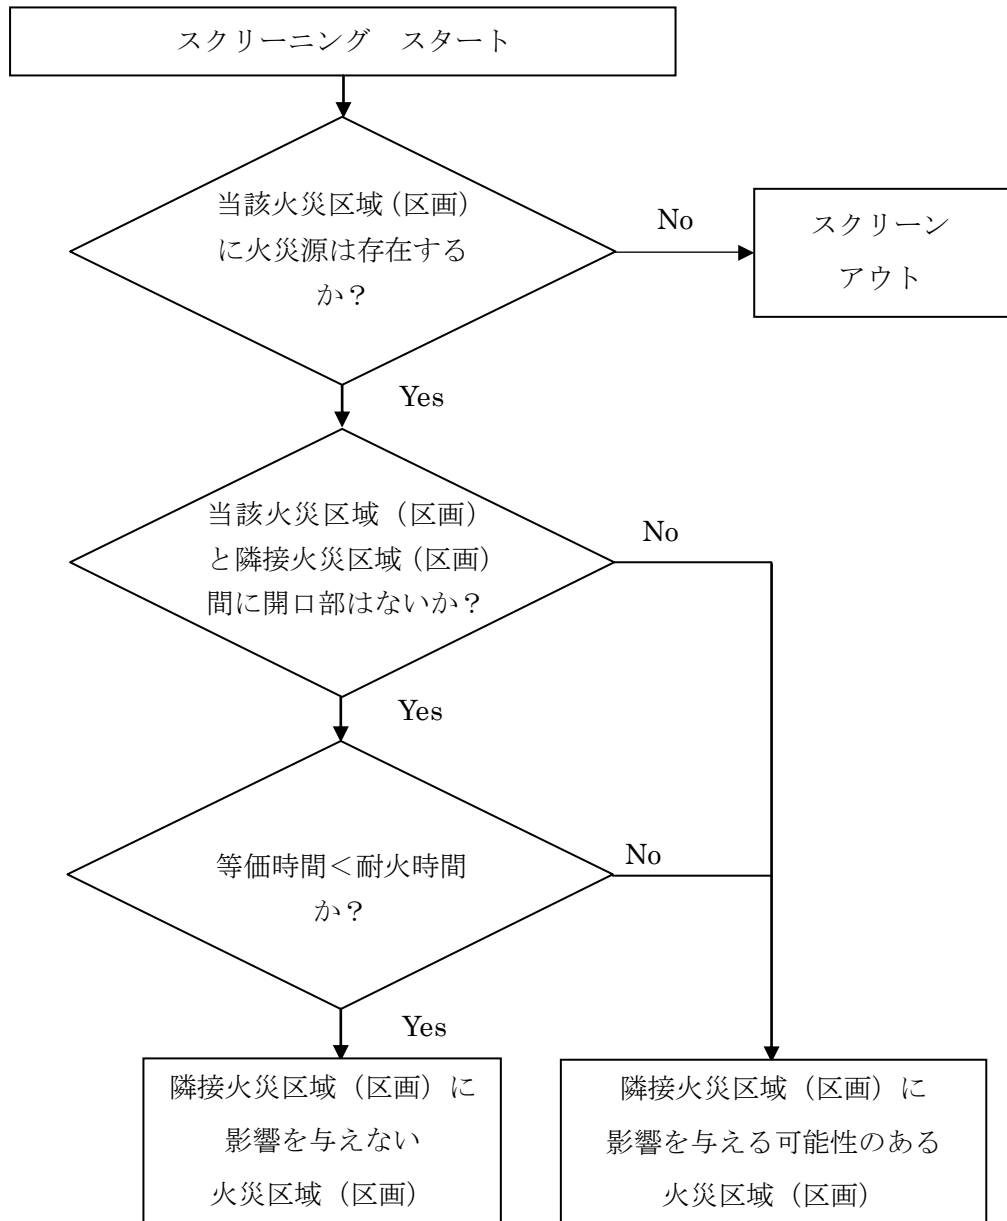 スクリーニング　スタート
当該火災区域（区画）
に火災源は存在する
か？
No
スクリーン
アウト
Yes
当該火災区域（区画）
と隣接火災区域（区画）
間に開口部はないか？
No
Yes
等価時間＜耐火時間
か？
No
Yes
隣接火災区域（区画）に
影響を与えない
火災区域（区画）
隣接火災区域（区画）に
影響を与える可能性のある
火災区域（区画）